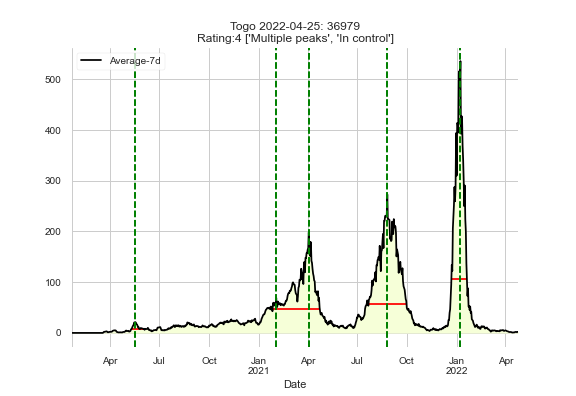 Togo 2022-04-25: 36979
Rating:4 ['Multiple peaks', 'In control']
Average-7d
500
400
300
200
100
0
Apr Jul Oct Jan Apr Jul Oct Jan Apr
2021 2022
Date